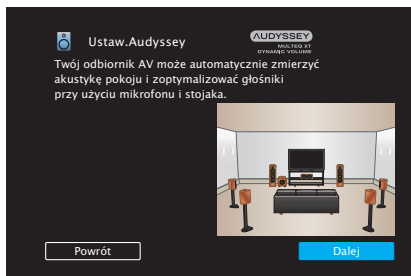 Ustaw.Audyssey
AUDYSSEY
MULTEQ XT
DYNAMIC VOLUME
Twój odbiornik AV może automatycznie zmierzyć
akustykę pokoju i zoptymalizować głośniki
przy użyciu mikrofonu i stojaka.
Powrót
Dalej